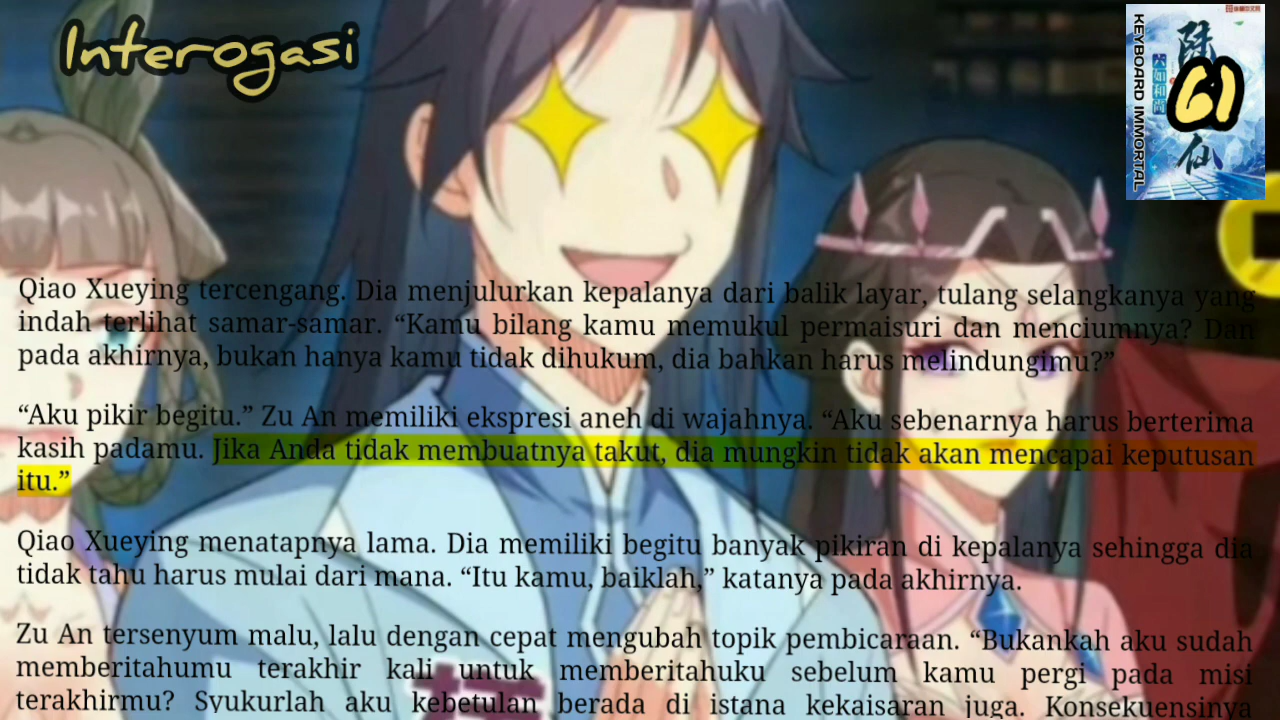 Interogasi
KEYBOARD IMMORTAL
陆
六如和尚
61
仙
Qiao Xueying tercengang. Dia menjulurkan kepalanya dari balik layar, tulang selangkanya yang
indah terlihat samar-samar. “Kamu bilang kamu memukul permaisuri dan menciumnya? Dan
pada akhirnya, bukan hanya kamu tidak dihukum, dia bahkan harus melindungimu?”
“Aku pikir begitu.” Zu An memiliki ekspresi aneh di wajahnya. “Aku sebenarnya harus berterima
kasih padamu. Jika Anda tidak membuatnya takut, dia mungkin tidak akan mencapai keputusan
itu.”
Qiao Xueying menatapnya lama. Dia memiliki begitu banyak pikiran di kepalanya sehingga dia
tidak tahu harus mulai dari mana. “Itu kamu, baiklah,” katanya pada akhirnya.
Zu An tersenyum malu, lalu dengan cepat mengubah topik pembicaraan. “Bukankah aku sudah
memberitahumu terakhir kali untuk memberitahuku sebelum kamu pergi pada misi
terakhirmu? Syukurlah aku kebetulan berada di istana kekaisaran juga. Konsekuensinya